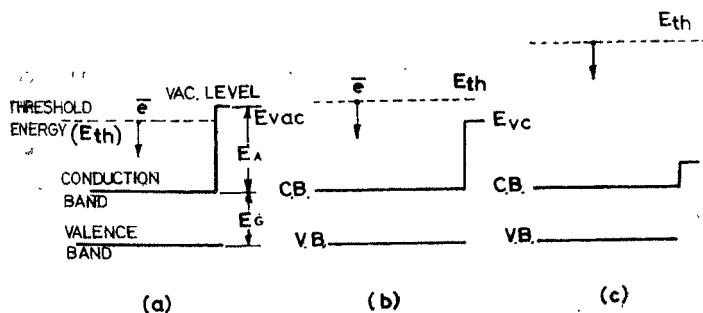 THRESHOLD
ENERGY (Eth)
e̅
VAC. LEVEL
Evac
EA
CONDUCTION
BAND
EG
VALENCE
BAND
(a)
e̅
Eth
Evc
C.B.
V.B.
(b)
Eth
C.B.
V.B.
(c)